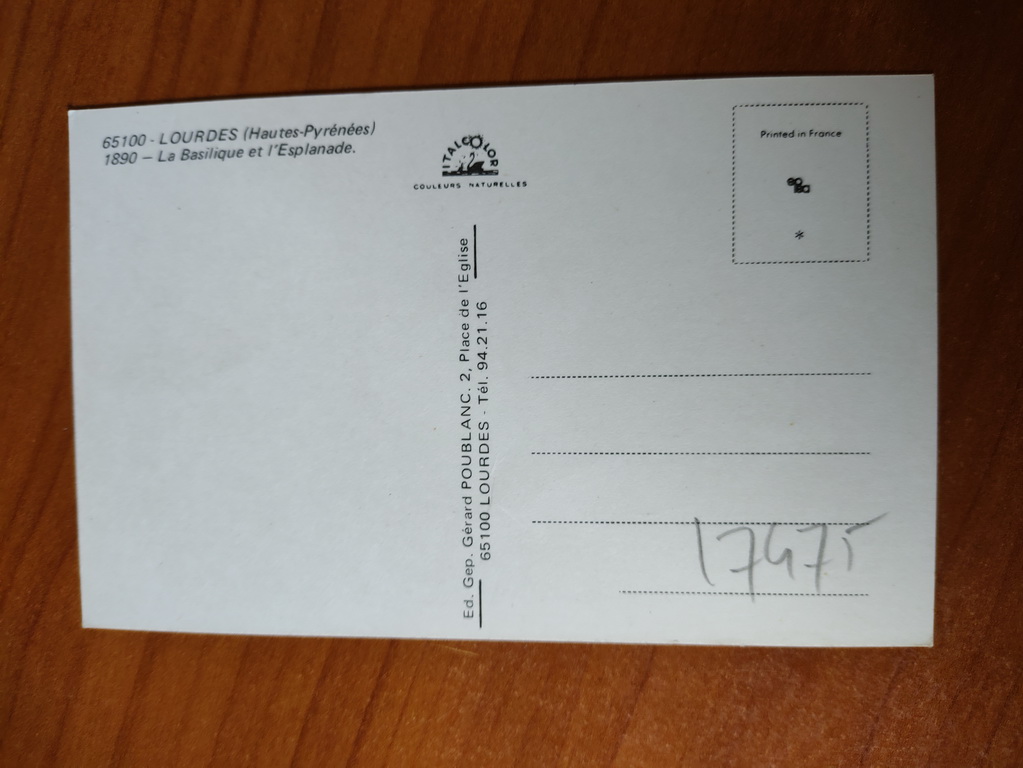 65100 - LOURDES (Hautes-Pyrénées)
1890 – La Basilique et l'Esplanade.
ITALCOLOR
COULEURS NATURELLES
Printed in France
*
Ed. Gep. Gérard POUBLANC. 2, Place de l'Eglise
65100 LOURDES - Tél. 94.21.16
17475